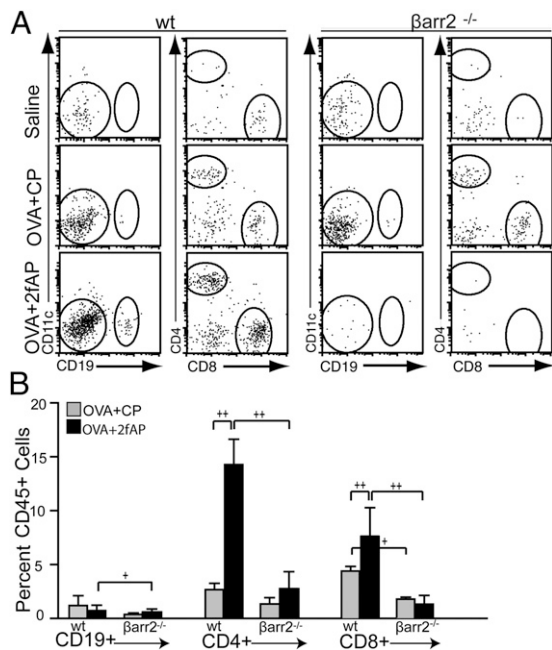 A
wt
βarr2 -/-
Saline
OVA+CP
OVA+2fAP
CD11c
CD4
CD11c
CD4
CD19
CD8
CD19
CD8
B
Percent CD45+ Cells
20
15
10
5
0
OVA+CP
OVA+2fAP
‡ ‡ ‡ ‡ ‡ ‡ ‡ ‡
+ +
wt βarr2-/- wt βarr2-/- wt βarr2-/-
CD19+ CD4+ CD8+